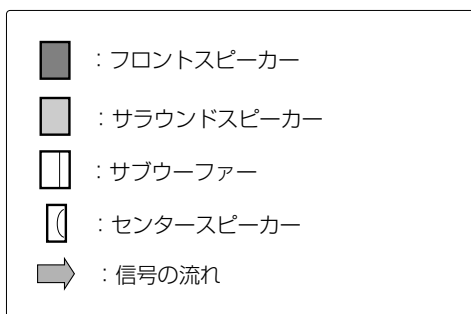 ：フロントスピーカー
：サラウンドスピーカー
：サブウーファー
：センタースピーカー
：信号の流れ